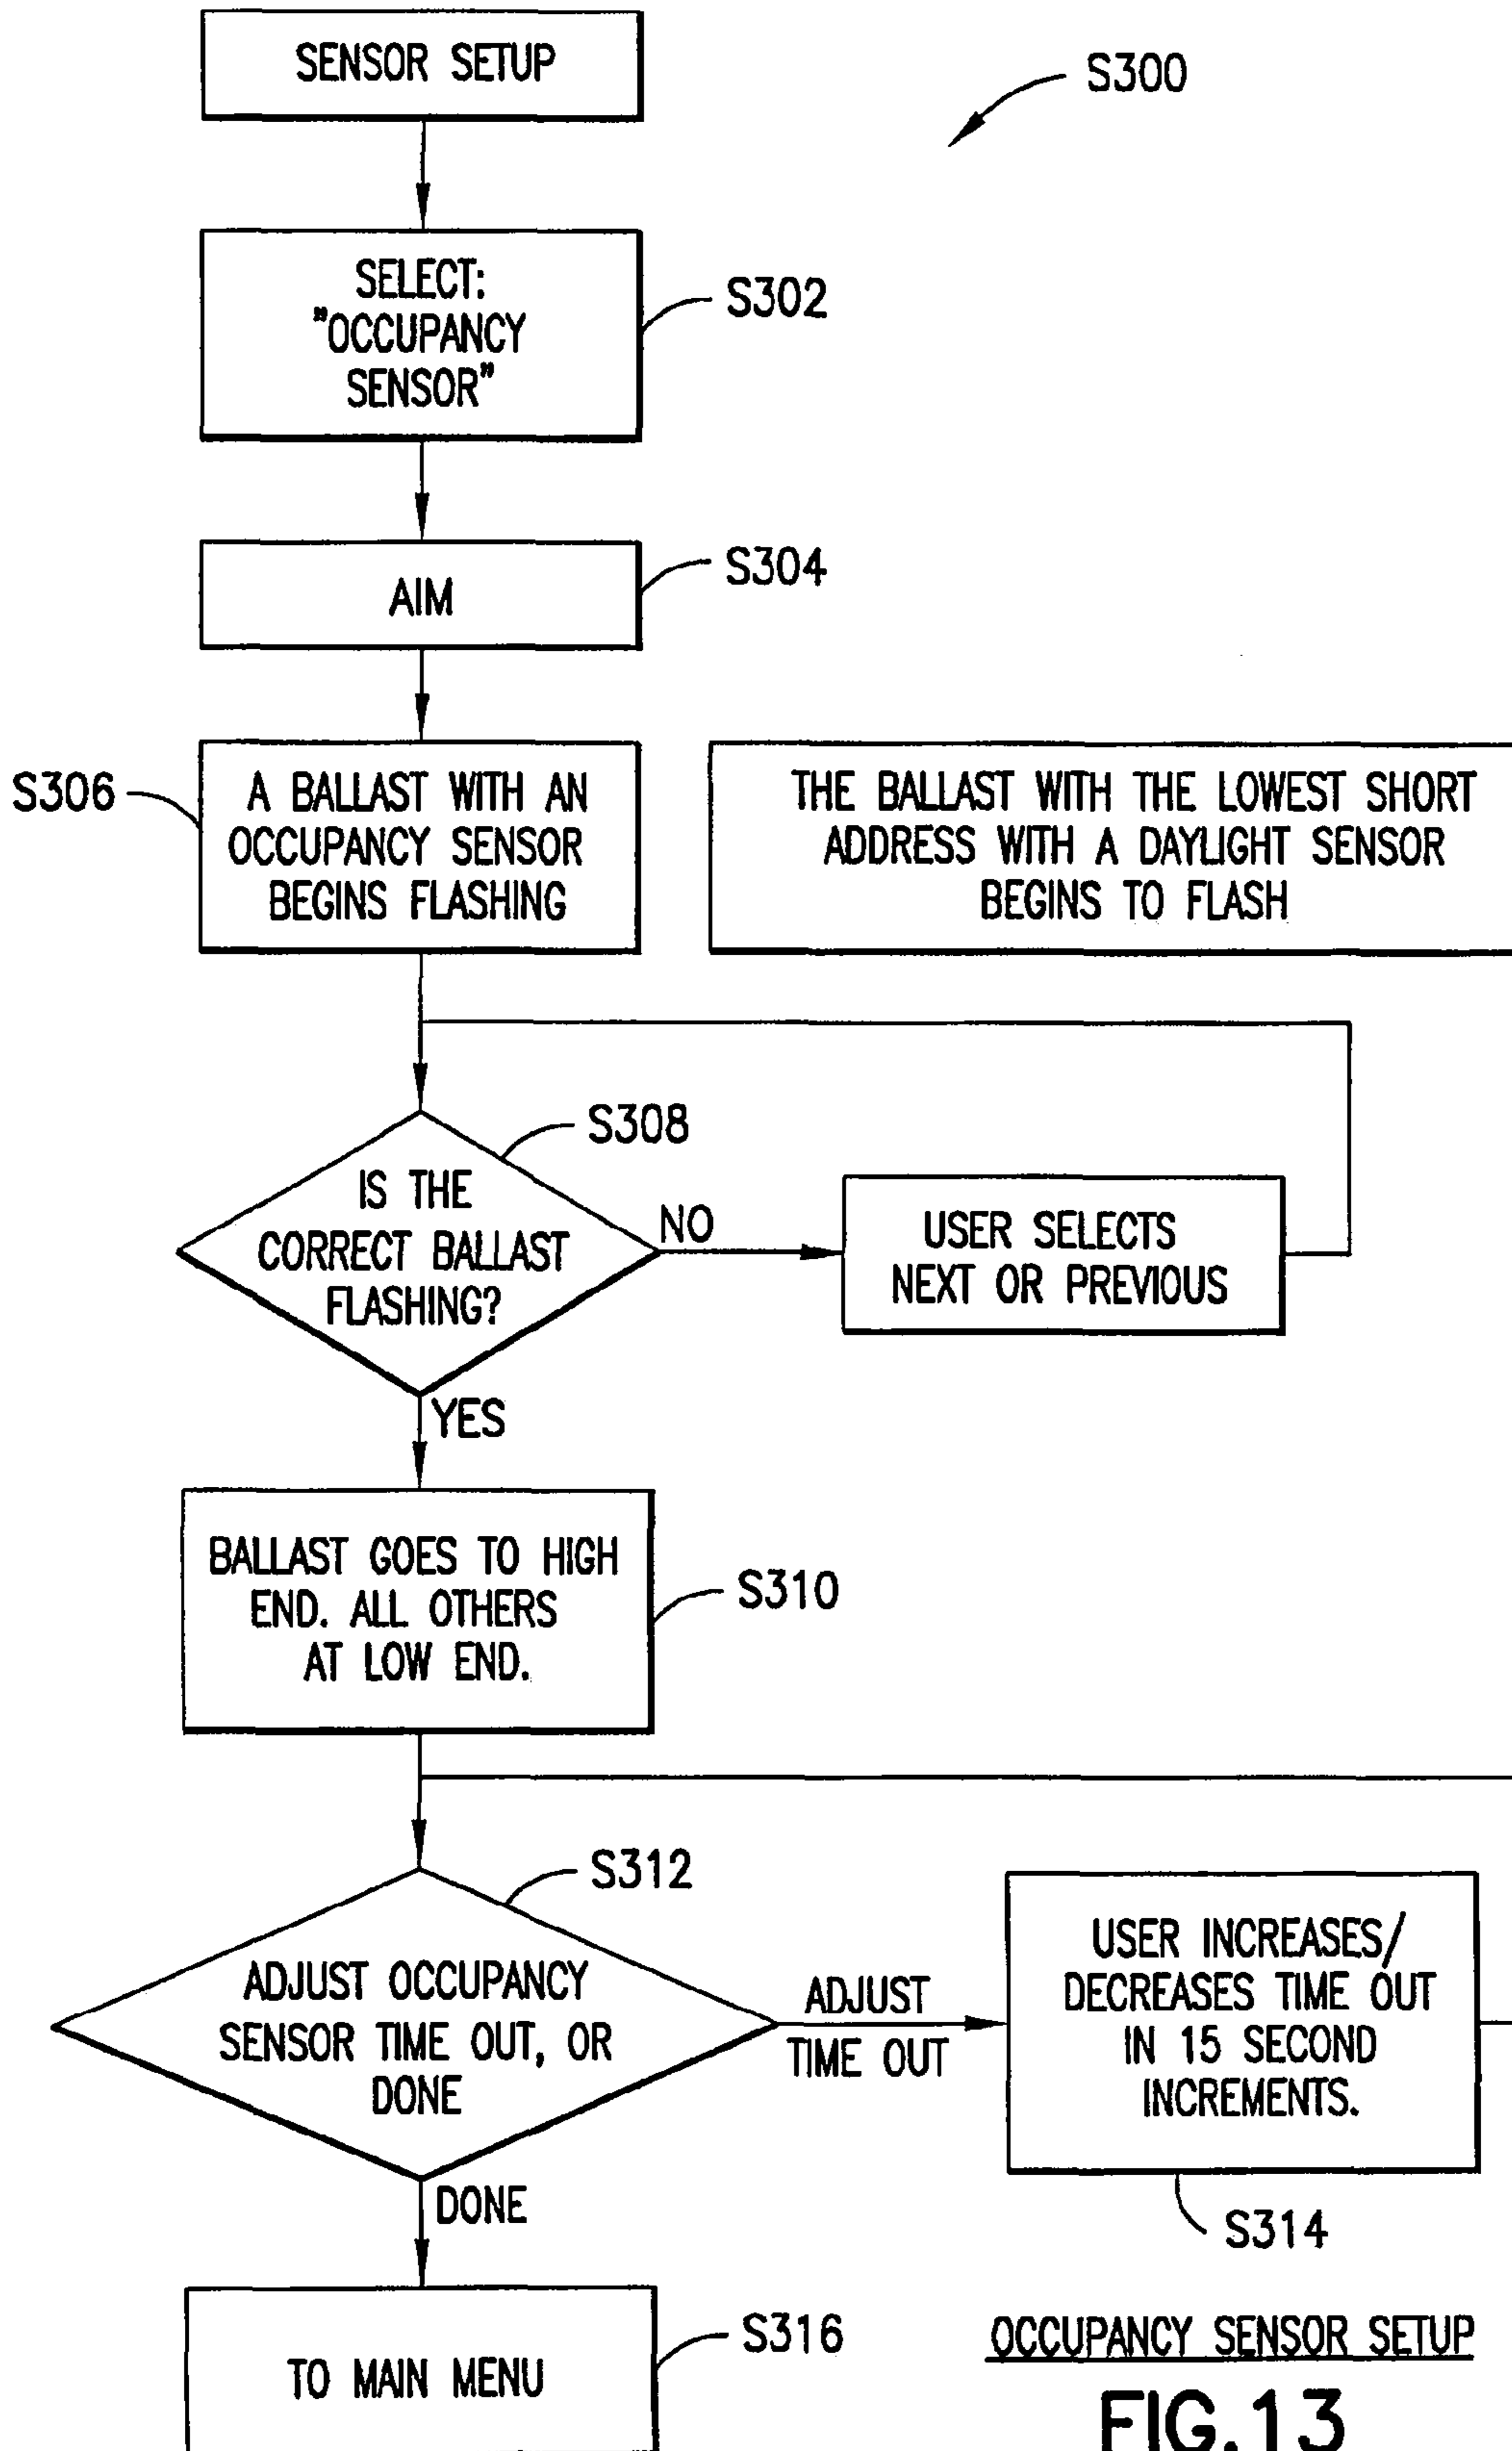 SENSOR SETUP
S300
SELECT:
"OCCUPANCY
SENSOR"
S302
AIM
S304
S306
A BALLAST WITH AN
OCCUPANCY SENSOR
BEGINS FLASHING
THE BALLAST WITH THE LOWEST SHORT
ADDRESS WITH A DAYLIGHT SENSOR
BEGINS TO FLASH
S308
IS THE
CORRECT BALLAST
FLASHING?
NO
USER SELECTS
NEXT OR PREVIOUS
YES
BALLAST GOES TO HIGH
END. ALL OTHERS
AT LOW END.
S310
S312
ADJUST OCCUPANCY
SENSOR TIME OUT, OR
DONE
ADJUST
TIME OUT
USER INCREASES/
DECREASES TIME OUT
IN 15 SECOND
INCREMENTS.
S314
DONE
TO MAIN MENU
S316
OCCUPANCY SENSOR SETUP
FIG.13